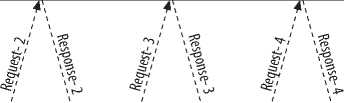 Request- 2
Response- 2
Request- 3
Response- 3
Request- 4
Response- 4